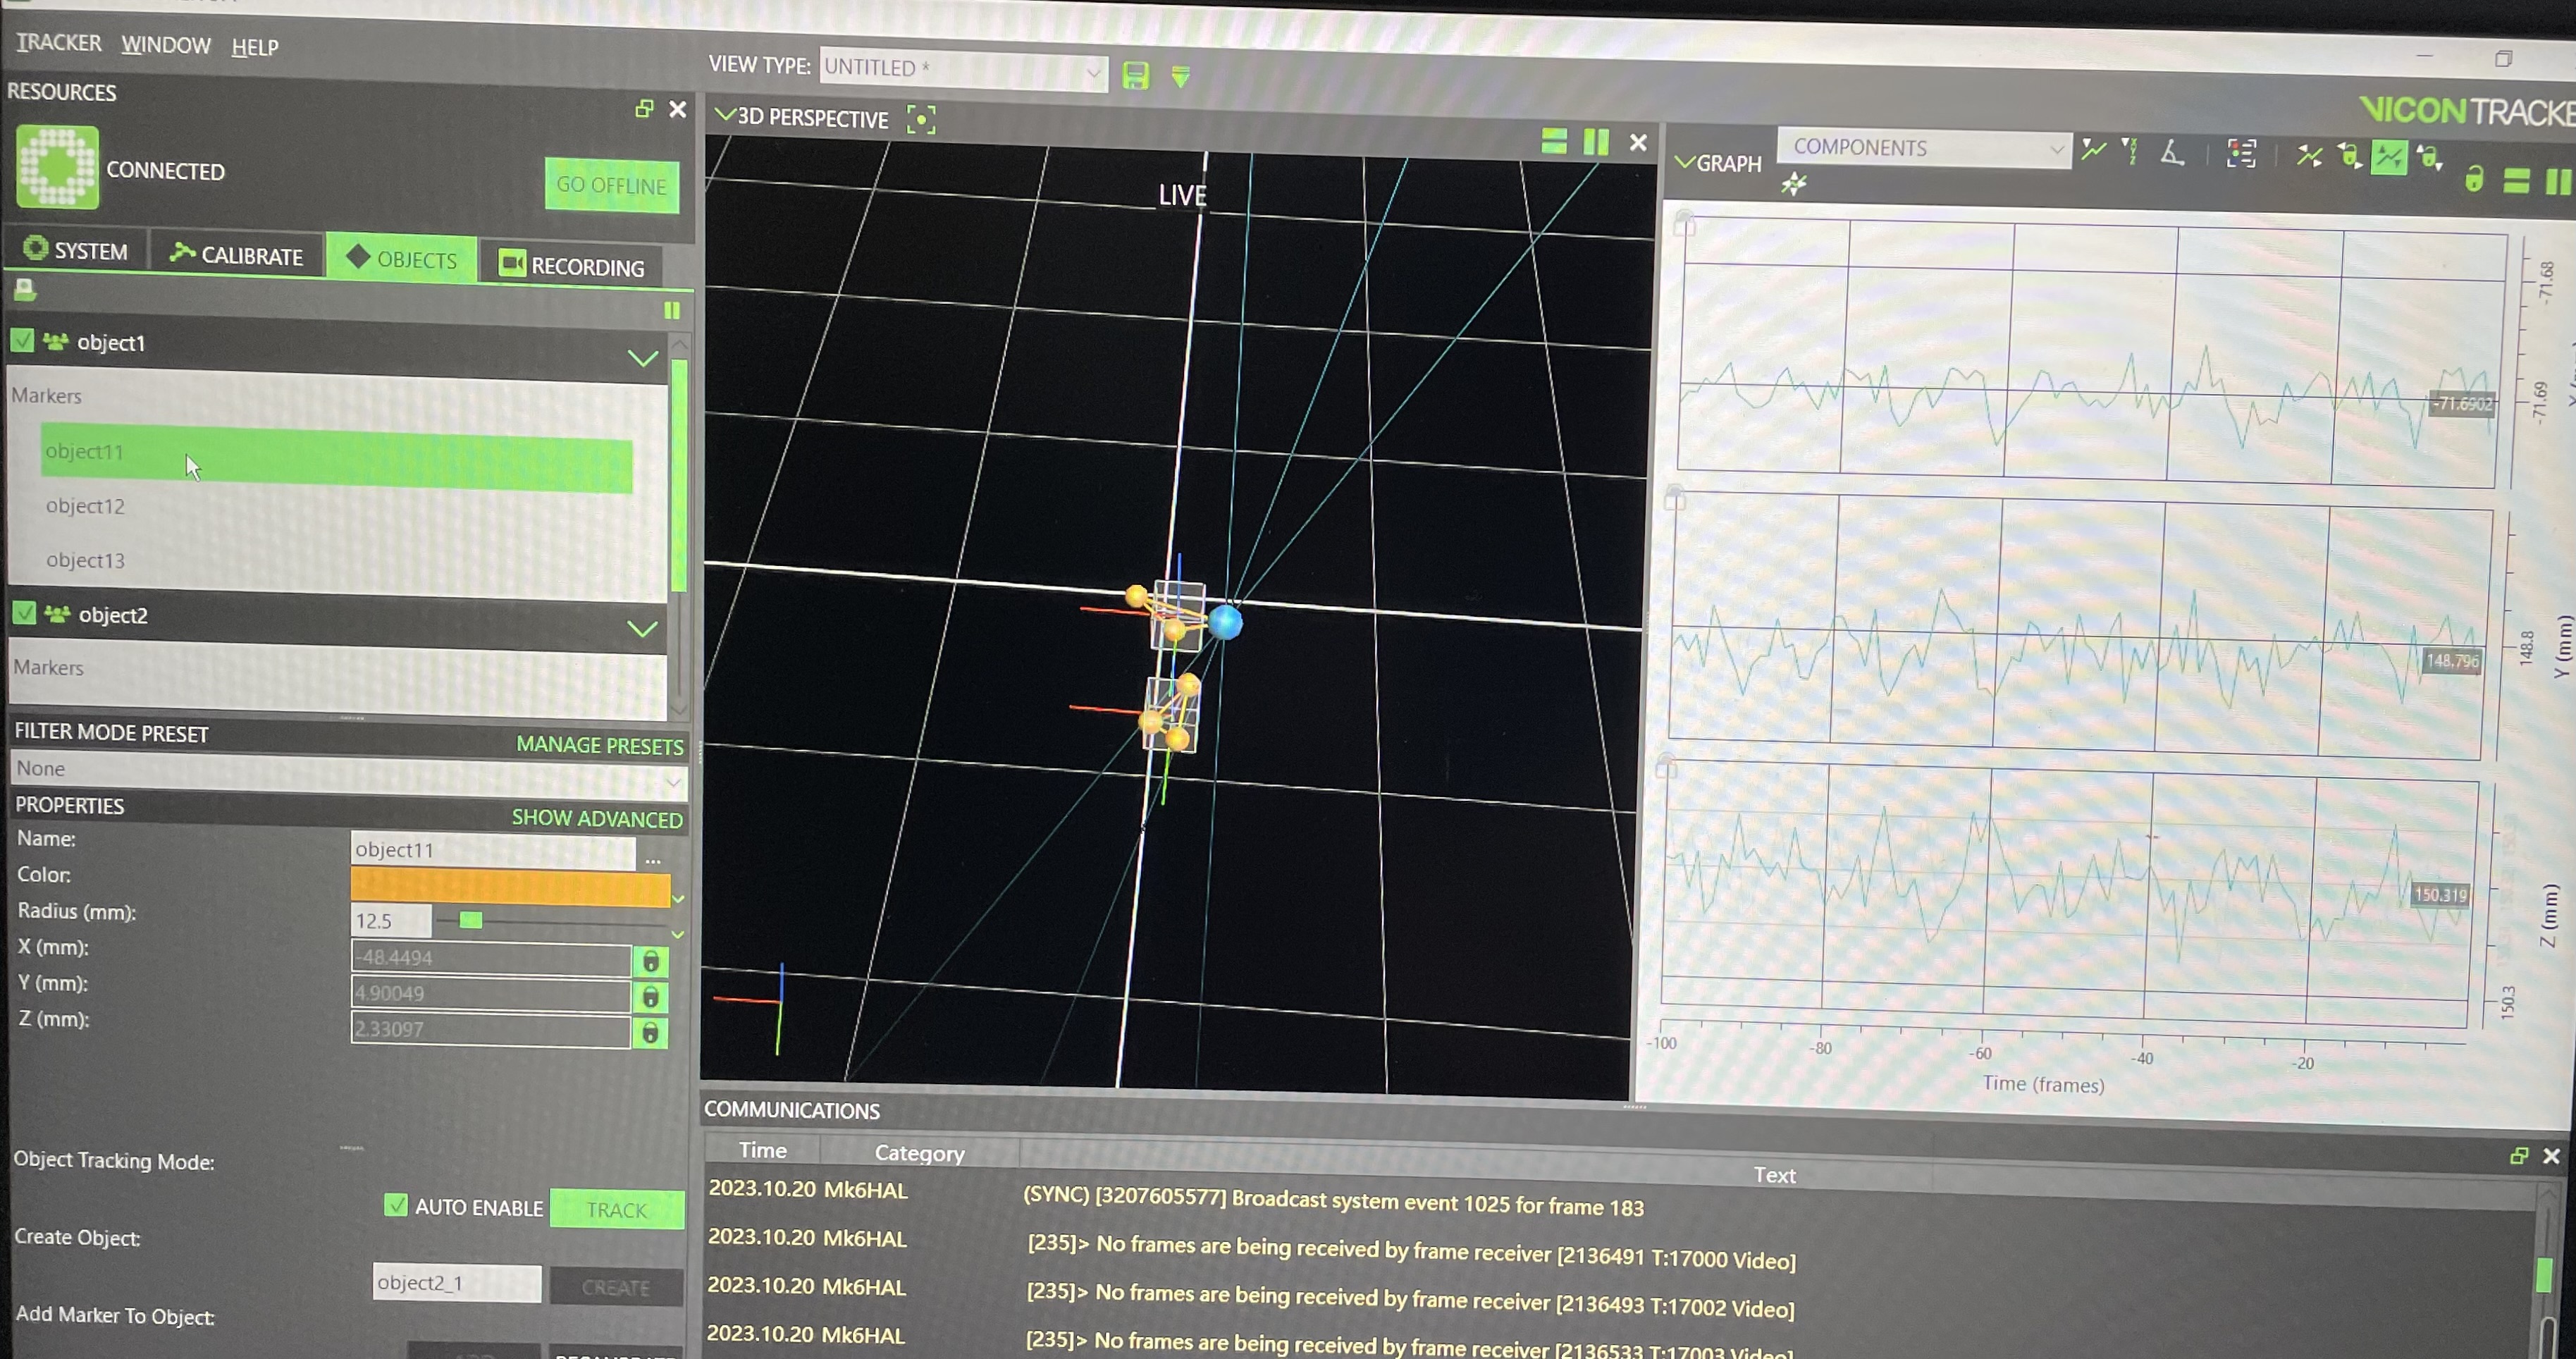 TRACKER WINDOW HELP
VIEW TYPE: UNTITLED *
RESOURCES
VICON TRACKE
CONNECTED
GO OFFLINE
SYSTEM CALIBRATE OBJECTS RECORDING
object1
Markers
object11
object12
object13
object2
Markers
FILTER MODE PRESET MANAGE PRESETS
None
PROPERTIES SHOW ADVANCED
Name: object11 ...
Color:
Radius (mm): 12.5
X (mm): -48.4494
Y (mm): 4.90049
Z (mm): 2.33097
Object Tracking Mode:
AUTO ENABLE TRACK
Create Object:
object2_1 CREATE
Add Marker To Object:
3D PERSPECTIVE
LIVE
GRAPH COMPONENTS
-71.68
-71.69
-71.6902
148.8
Y (mm)
148.796
150.319
Z (mm)
150.3
-100 -80 -60 -40 -20
Time (frames)
COMMUNICATIONS
Time Category Text
2023.10.20 Mk6HAL (SYNC) [3207605577] Broadcast system event 1025 for frame 183
2023.10.20 Mk6HAL [235]> No frames are being received by frame receiver [2136491 T:17000 Video]
2023.10.20 Mk6HAL [235]> No frames are being received by frame receiver [2136493 T:17002 Video]
2023.10.20 Mk6HAL [235]> No frames are being received by frame receiver [2136533 T:17003 Video]